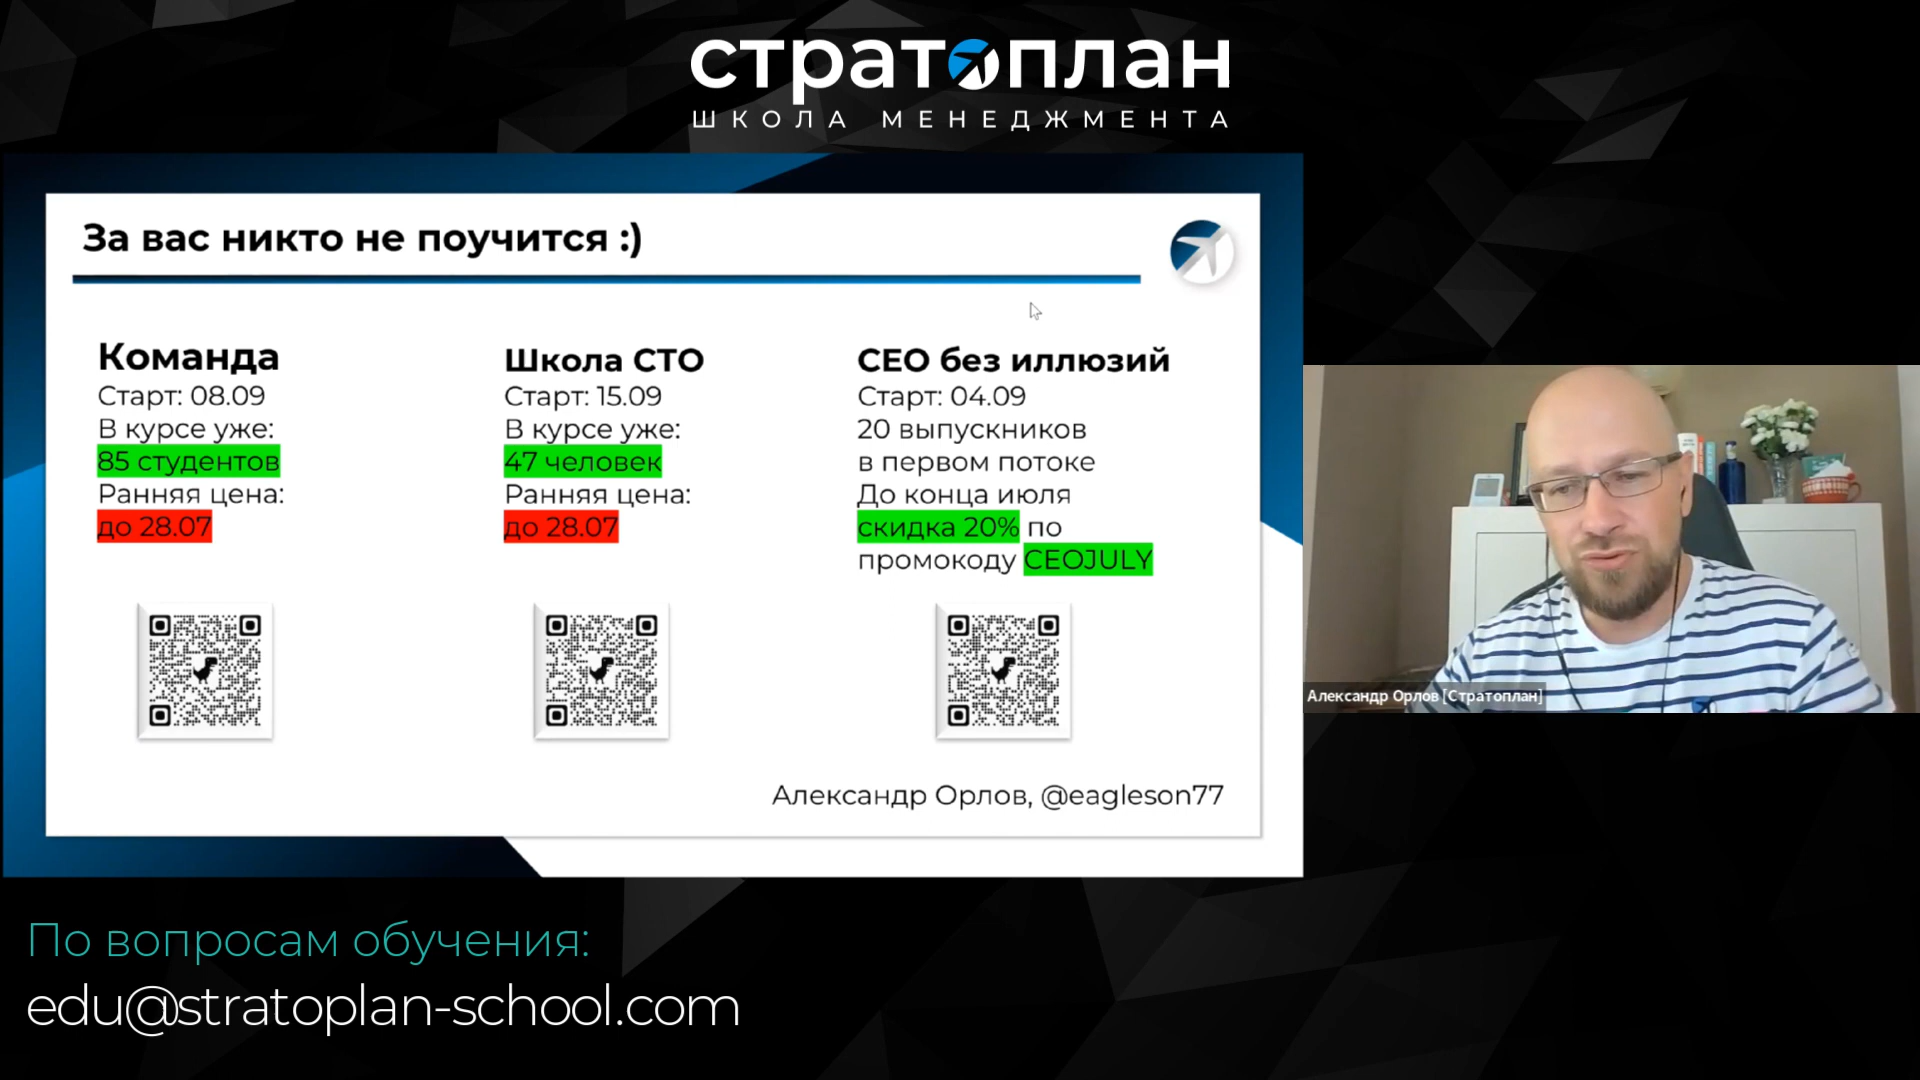 стратоплан
ШКОЛА МЕНЕДЖМЕНТА
За вас никто не поучится :)
Команда
Старт: 08.09
В курсе уже:
85 студентов
Ранняя цена:
до 28.07
Школа CTO
Старт: 15.09
В курсе уже:
47 человек
Ранняя цена:
до 28.07
CEO без иллюзий
Старт: 04.09
20 выпускников
в первом потоке
До конца июля
скидка 20% по
промокоду CEOJULY
Александр Орлов, @eagleson77
Александр Орлов [Стратоплан]
По вопросам обучения:
edu@stratoplan-school.com